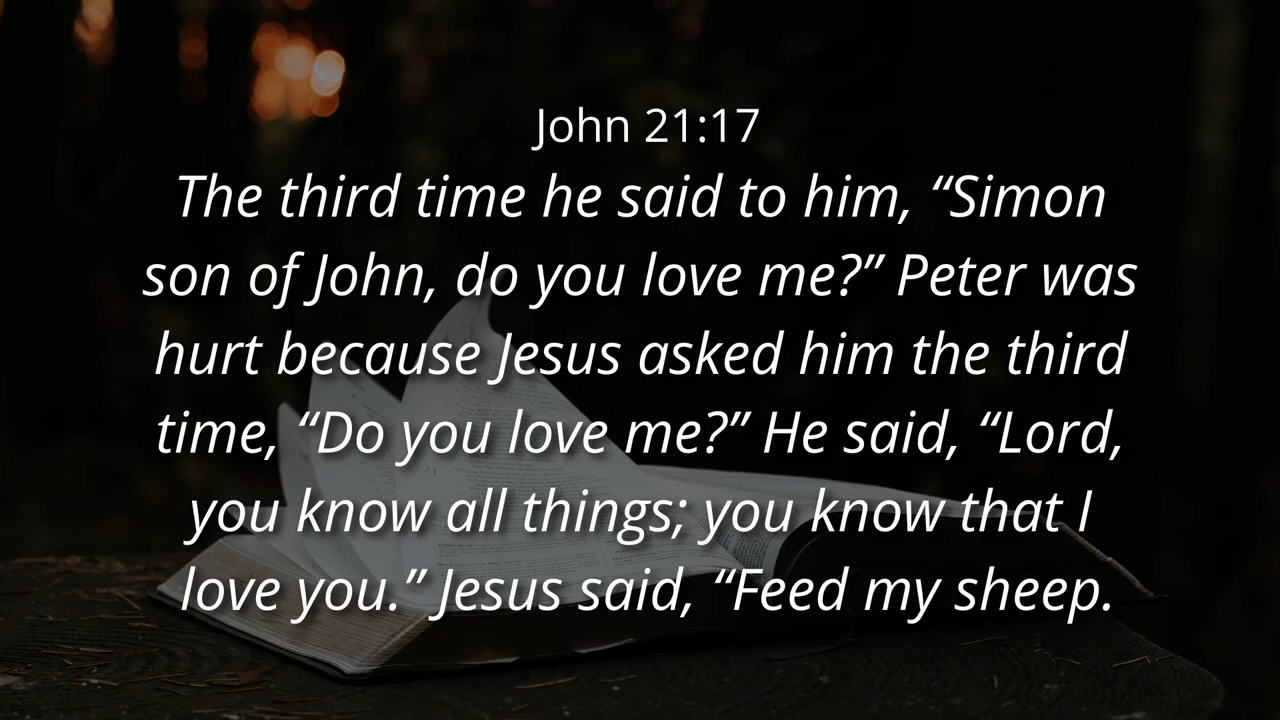 John 21:17
The third time he said to him, “Simon
son of John, do you love me?” Peter was
hurt because Jesus asked him the third
time, “Do you love me?” He said, “Lord,
you know all things; you know that I
love you.” Jesus said, “Feed my sheep.